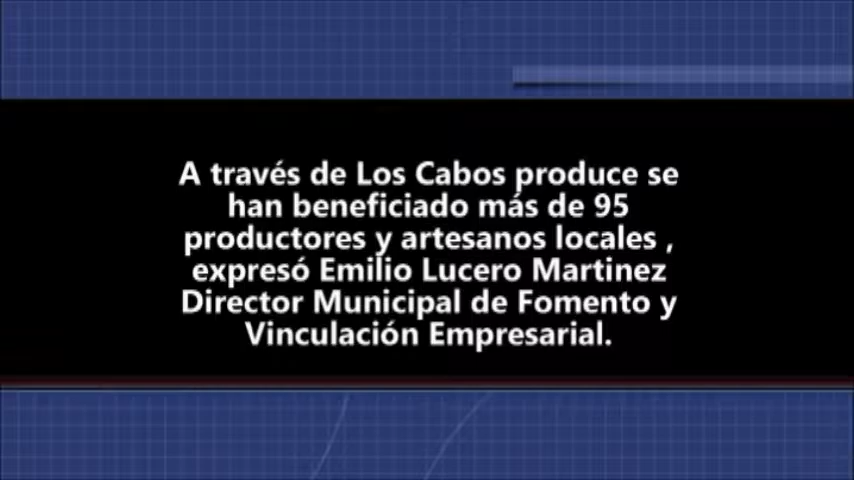 A través de Los Cabos produce se
han beneficiado más de 95
productores y artesanos locales ,
expresó Emilio Lucero Martinez
Director Municipal de Fomento y
Vinculación Empresarial.